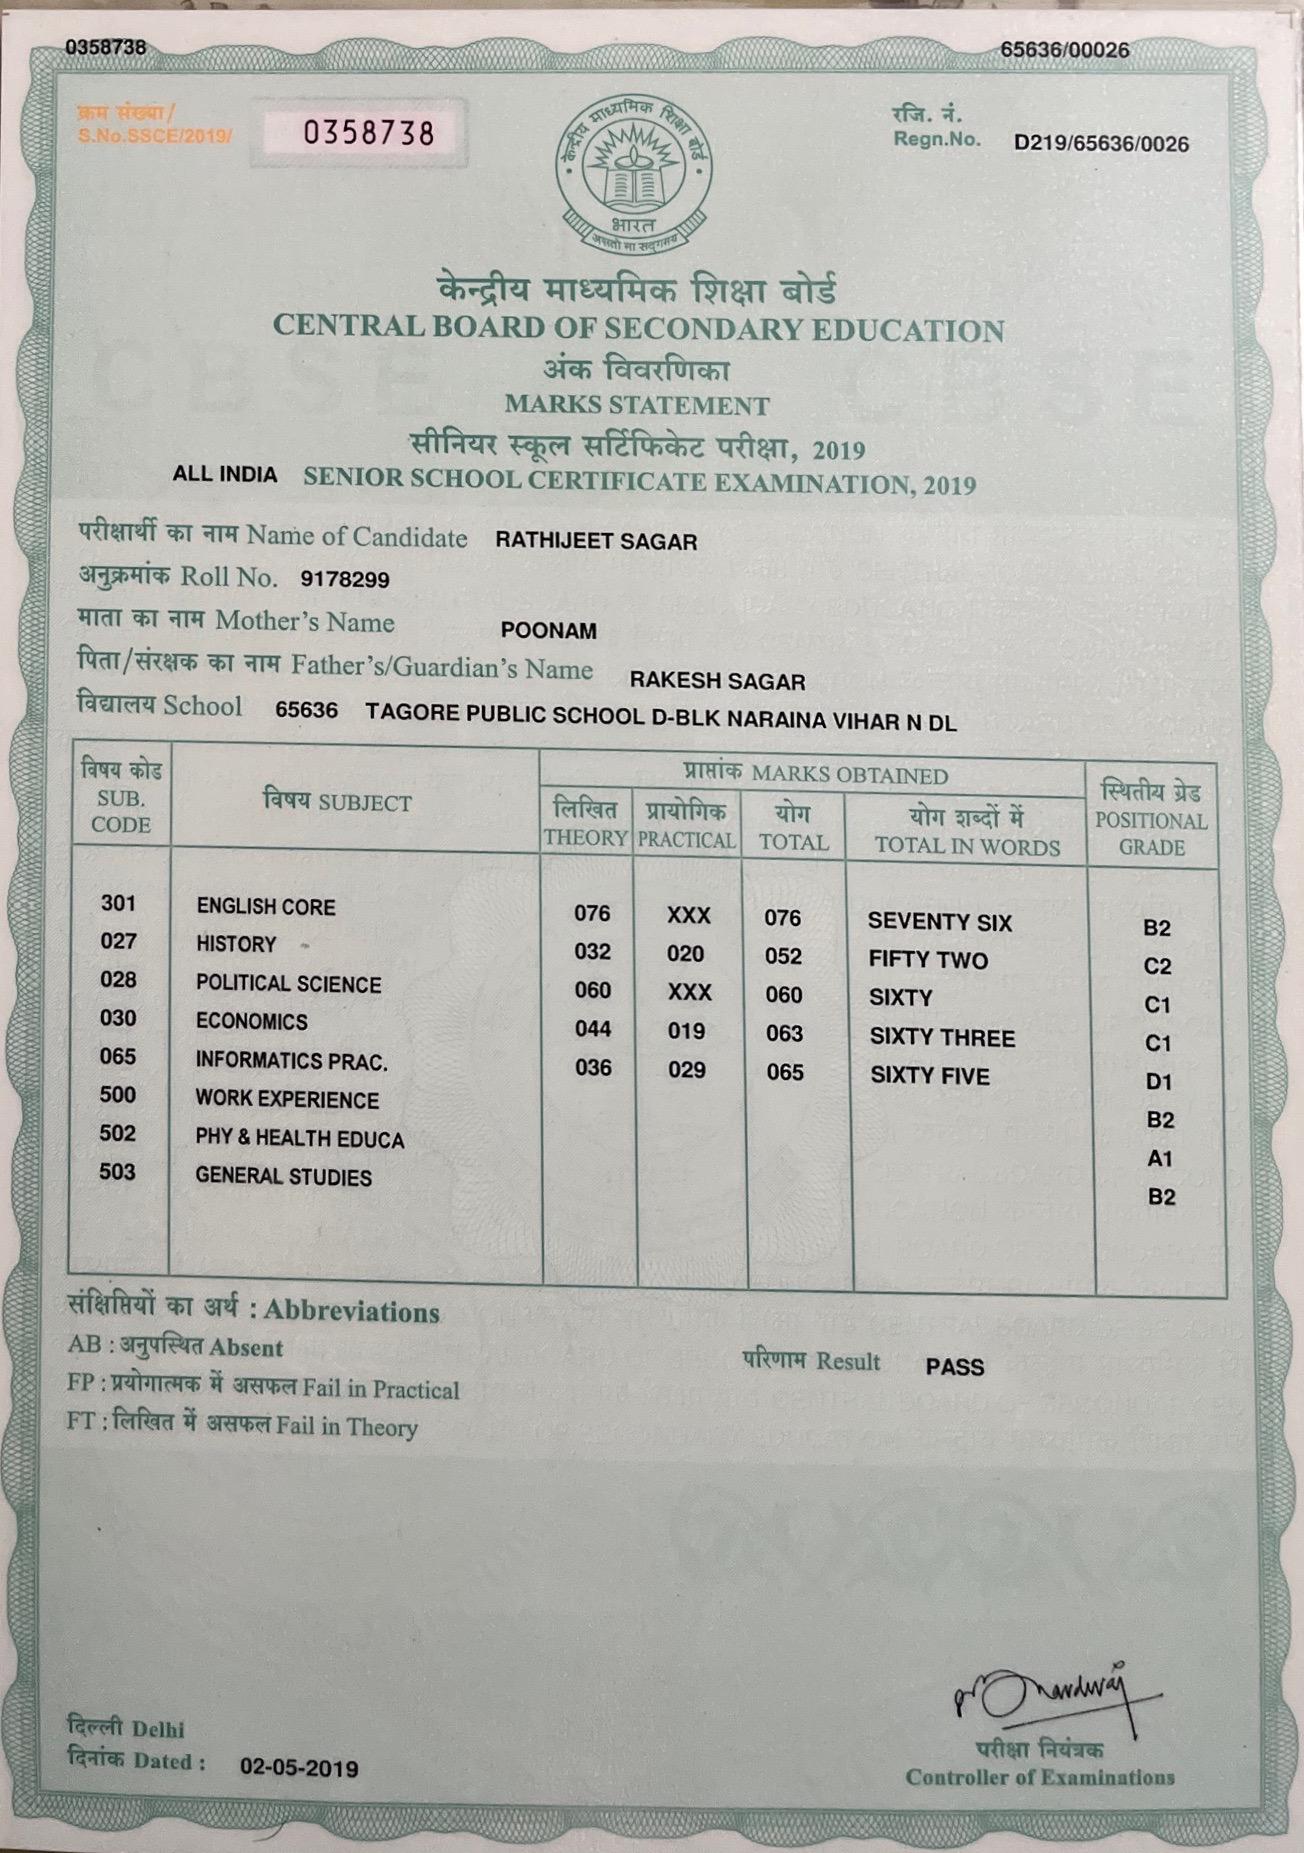 0358738 65636/00026
क्रम संख्या/
S.No.SSCE/2019/ 0358738
रजि. नं.
Regn.No. D219/65636/0026
केन्द्रीय माध्यमिक शिक्षा बोर्ड
भारत
असतो मा सद्गमय
केन्द्रीय माध्यमिक शिक्षा बोर्ड
CENTRAL BOARD OF SECONDARY EDUCATION
अंक विवरणिका
MARKS STATEMENT
सीनियर स्कूल सर्टिफिकेट परीक्षा, 2019
ALL INDIA SENIOR SCHOOL CERTIFICATE EXAMINATION, 2019
परीक्षार्थी का नाम Name of Candidate RATHIJEET SAGAR
अनुक्रमांक Roll No. 9178299
माता का नाम Mother's Name POONAM
पिता/संरक्षक का नाम Father's/Guardian's Name RAKESH SAGAR
विद्यालय School 65636 TAGORE PUBLIC SCHOOL D-BLK NARAINA VIHAR N DL
विषय कोड SUB. CODE
विषय SUBJECT
प्राप्तांक MARKS OBTAINED
लिखित THEORY
प्रायोगिक PRACTICAL
योग TOTAL
योग शब्दों में TOTAL IN WORDS
स्थितीय ग्रेड POSITIONAL GRADE
301 ENGLISH CORE 076 XXX 076 SEVENTY SIX B2
027 HISTORY 032 020 052 FIFTY TWO C2
028 POLITICAL SCIENCE 060 XXX 060 SIXTY C1
030 ECONOMICS 044 019 063 SIXTY THREE C1
065 INFORMATICS PRAC. 036 029 065 SIXTY FIVE D1
500 WORK EXPERIENCE B2
502 PHY & HEALTH EDUCA A1
503 GENERAL STUDIES B2
संक्षिप्तियों का अर्थ : Abbreviations
AB : अनुपस्थित Absent
परिणाम Result PASS
FP : प्रयोगात्मक में असफल Fail in Practical
FT : लिखित में असफल Fail in Theory
दिल्ली Delhi
दिनांक Dated : 02-05-2019
परीक्षा नियंत्रक
Controller of Examinations